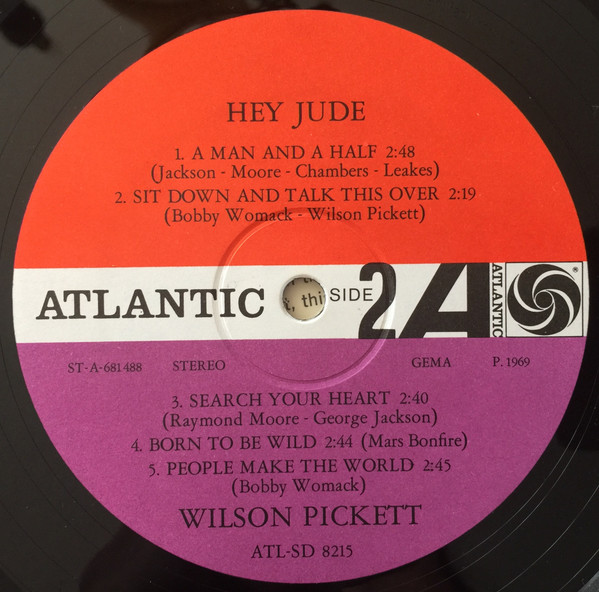 HEY JUDE
1. A MAN AND A HALF 2:48
(Jackson - Moore - Chambers - Leakes)
2. SIT DOWN AND TALK THIS OVER 2:19
(Bobby Womack - Wilson Pickett)
ATLANTIC SIDE 2 A ATLANTIC ®
ST-A-681488 STEREO GEMA P. 1969
3. SEARCH YOUR HEART 2:40
(Raymond Moore - George Jackson)
4. BORN TO BE WILD 2:44 (Mars Bonfire)
5. PEOPLE MAKE THE WORLD 2:45
(Bobby Womack)
WILSON PICKETT
ATL-SD 8215